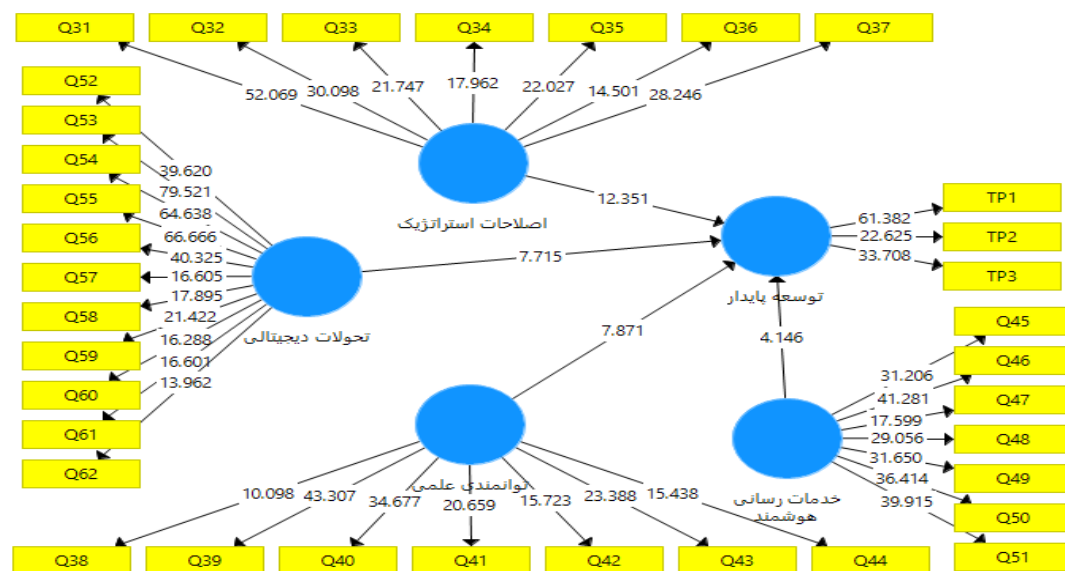 Q31
Q32
Q33
Q34
Q35
Q36
Q37
52.069
30.098
21.747
17.962
22.027
14.501
28.246
اصلاحات استراتژیک
Q52
Q53
Q54
Q55
Q56
Q57
Q58
Q59
Q60
Q61
Q62
39.620
79.521
64.638
66.666
40.325
16.605
17.895
21.422
16.288
16.601
13.962
تحولات دیجیتالی
12.351
7.715
7.871
4.146
توسعه پایدار
61.382
22.625
33.708
TP1
TP2
TP3
توانمندی علمی
10.098
43.307
34.677
20.659
15.723
23.388
15.438
Q38
Q39
Q40
Q41
Q42
Q43
Q44
خدمات رسانی
هوشمند
31.206
41.281
17.599
29.056
31.650
36.414
39.915
Q45
Q46
Q47
Q48
Q49
Q50
Q51